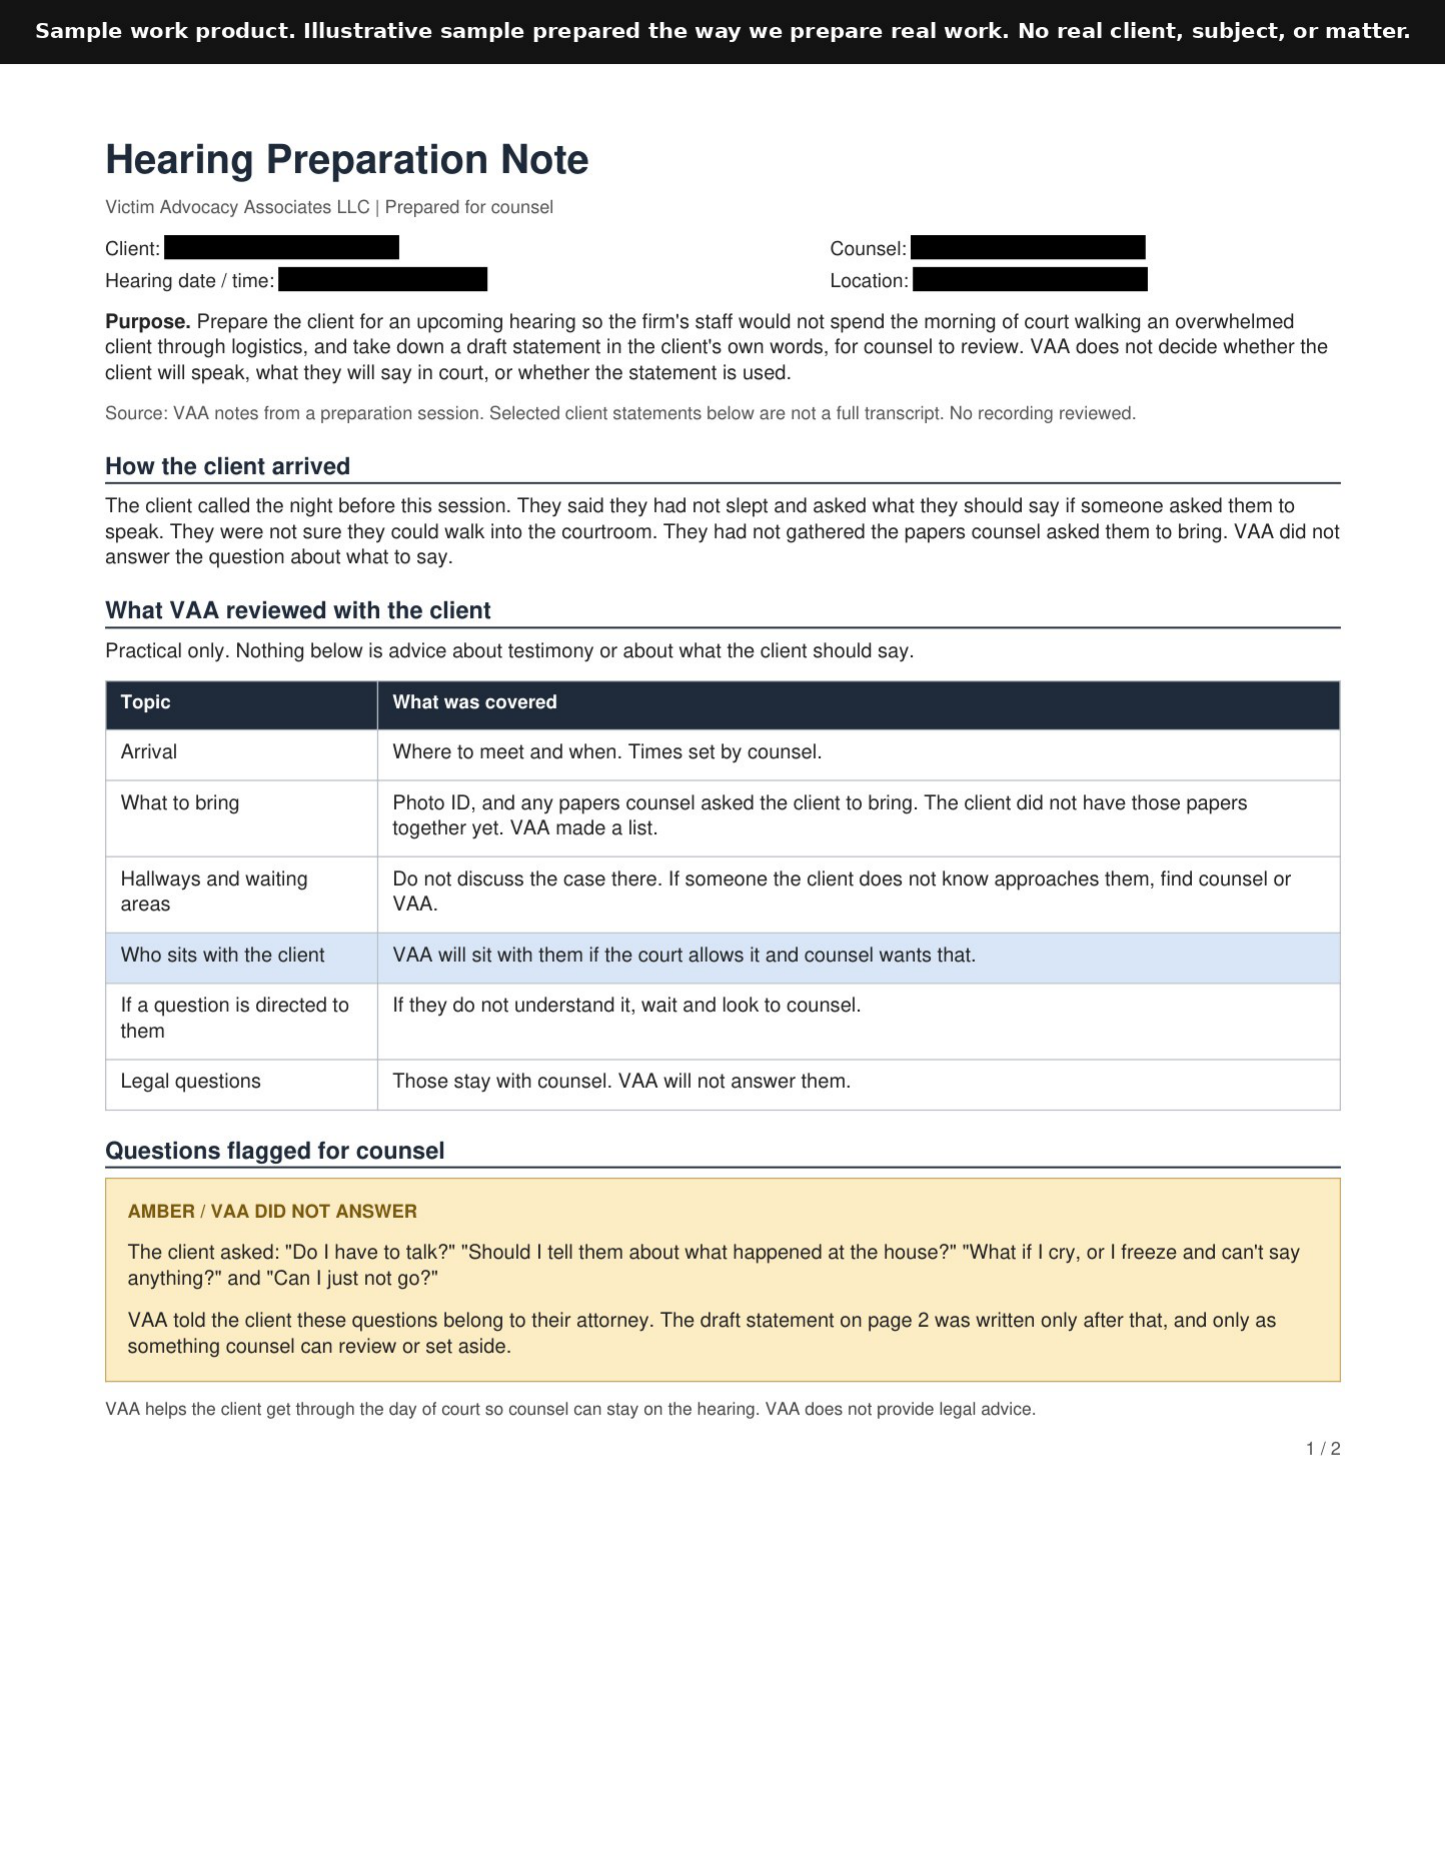 Sample work product. Illustrative sample prepared the way we prepare real work. No real client, subject, or matter.
Hearing Preparation Note
Victim Advocacy Associates LLC | Prepared for counsel
Client:
Counsel:
Hearing date / time:
Location:
Purpose. Prepare the client for an upcoming hearing so the firm's staff would not spend the morning of court walking an overwhelmed
client through logistics, and take down a draft statement in the client's own words, for counsel to review. VAA does not decide whether the
client will speak, what they will say in court, or whether the statement is used.
Source: VAA notes from a preparation session. Selected client statements below are not a full transcript. No recording reviewed.
How the client arrived
The client called the night before this session. They said they had not slept and asked what they should say if someone asked them to
speak. They were not sure they could walk into the courtroom. They had not gathered the papers counsel asked them to bring. VAA did not
answer the question about what to say.
What VAA reviewed with the client
Practical only. Nothing below is advice about testimony or about what the client should say.
Topic
What was covered
Arrival
Where to meet and when. Times set by counsel.
What to bring
Photo ID, and any papers counsel asked the client to bring. The client did not have those papers
together yet. VAA made a list.
Hallways and waiting
areas
Do not discuss the case there. If someone the client does not know approaches them, find counsel or
VAA.
Who sits with the client
VAA will sit with them if the court allows it and counsel wants that.
If a question is directed to
them
If they do not understand it, wait and look to counsel.
Legal questions
Those stay with counsel. VAA will not answer them.
Questions flagged for counsel
AMBER / VAA DID NOT ANSWER
The client asked: "Do I have to talk?" "Should I tell them about what happened at the house?" "What if I cry, or I freeze and can't say
anything?" and "Can I just not go?"
VAA told the client these questions belong to their attorney. The draft statement on page 2 was written only after that, and only as
something counsel can review or set aside.
VAA helps the client get through the day of court so counsel can stay on the hearing. VAA does not provide legal advice.
1 / 2